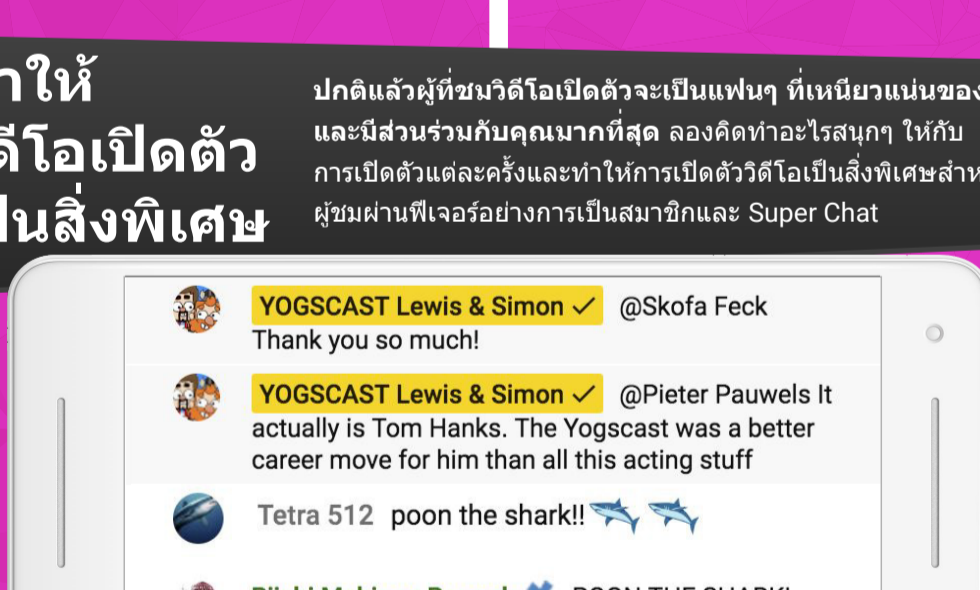 ให้
ดีโอเปิดตัว
ป็นสิ่งพิเศษ
ปกติแล้วผู้ที่ชมวิดีโอเปิดตัวจะเป็นแฟนๆ ที่เหนียวแน่นของ
และมีส่วนร่วมกับคุณมากที่สุด ลองคิดทำอะไรสนุกๆ ให้กับ
การเปิดตัวแต่ละครั้งและทำให้การเปิดตัววิดีโอเป็นสิ่งพิเศษสำห
ผู้ชมผ่านฟีเจอร์อย่างการเป็นสมาชิกและ Super Chat
YOGSCAST Lewis & Simon ✓ @Skofa Feck
Thank you so much!
YOGSCAST Lewis & Simon ✓ @Pieter Pauwels It
actually is Tom Hanks. The Yogscast was a better
career move for him than all this acting stuff
Tetra 512 poon the shark!!
POON THE SHARK!